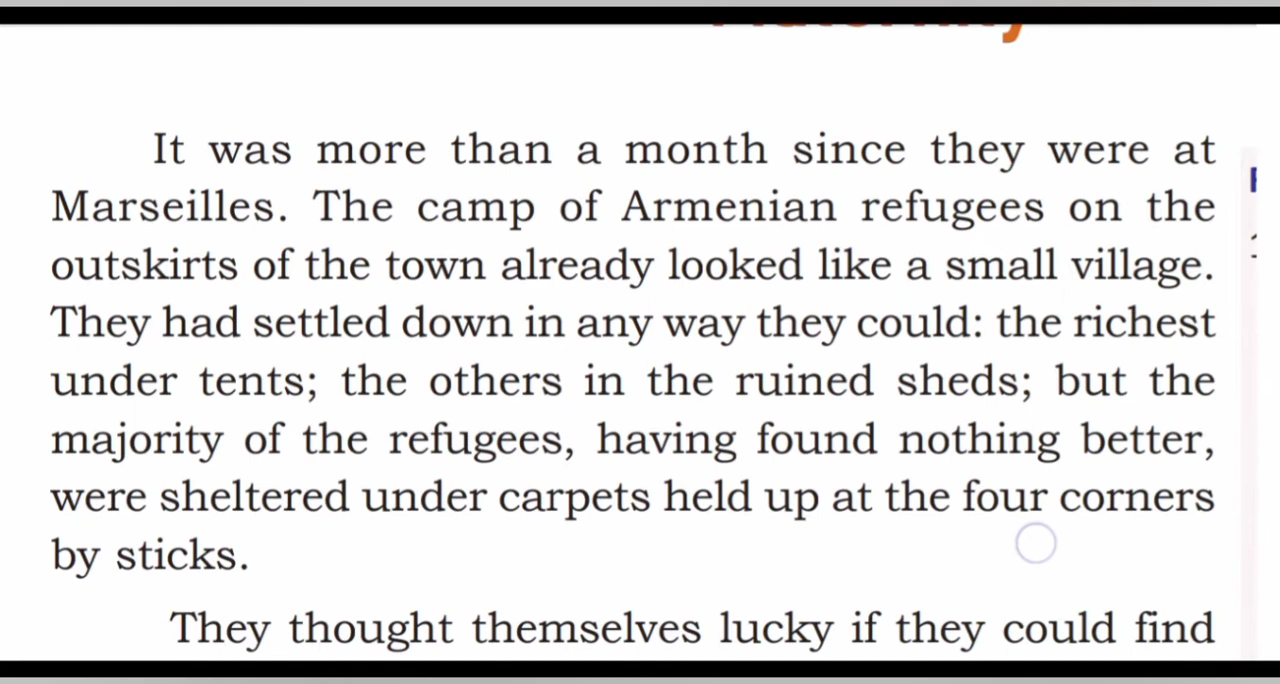 It was more than a month since they were at
Marseilles. The camp of Armenian refugees on the
outskirts of the town already looked like a small village.
They had settled down in any way they could: the richest
under tents; the others in the ruined sheds; but the
majority of the refugees, having found nothing better,
were sheltered under carpets held up at the four corners
by sticks.
They thought themselves lucky if they could find